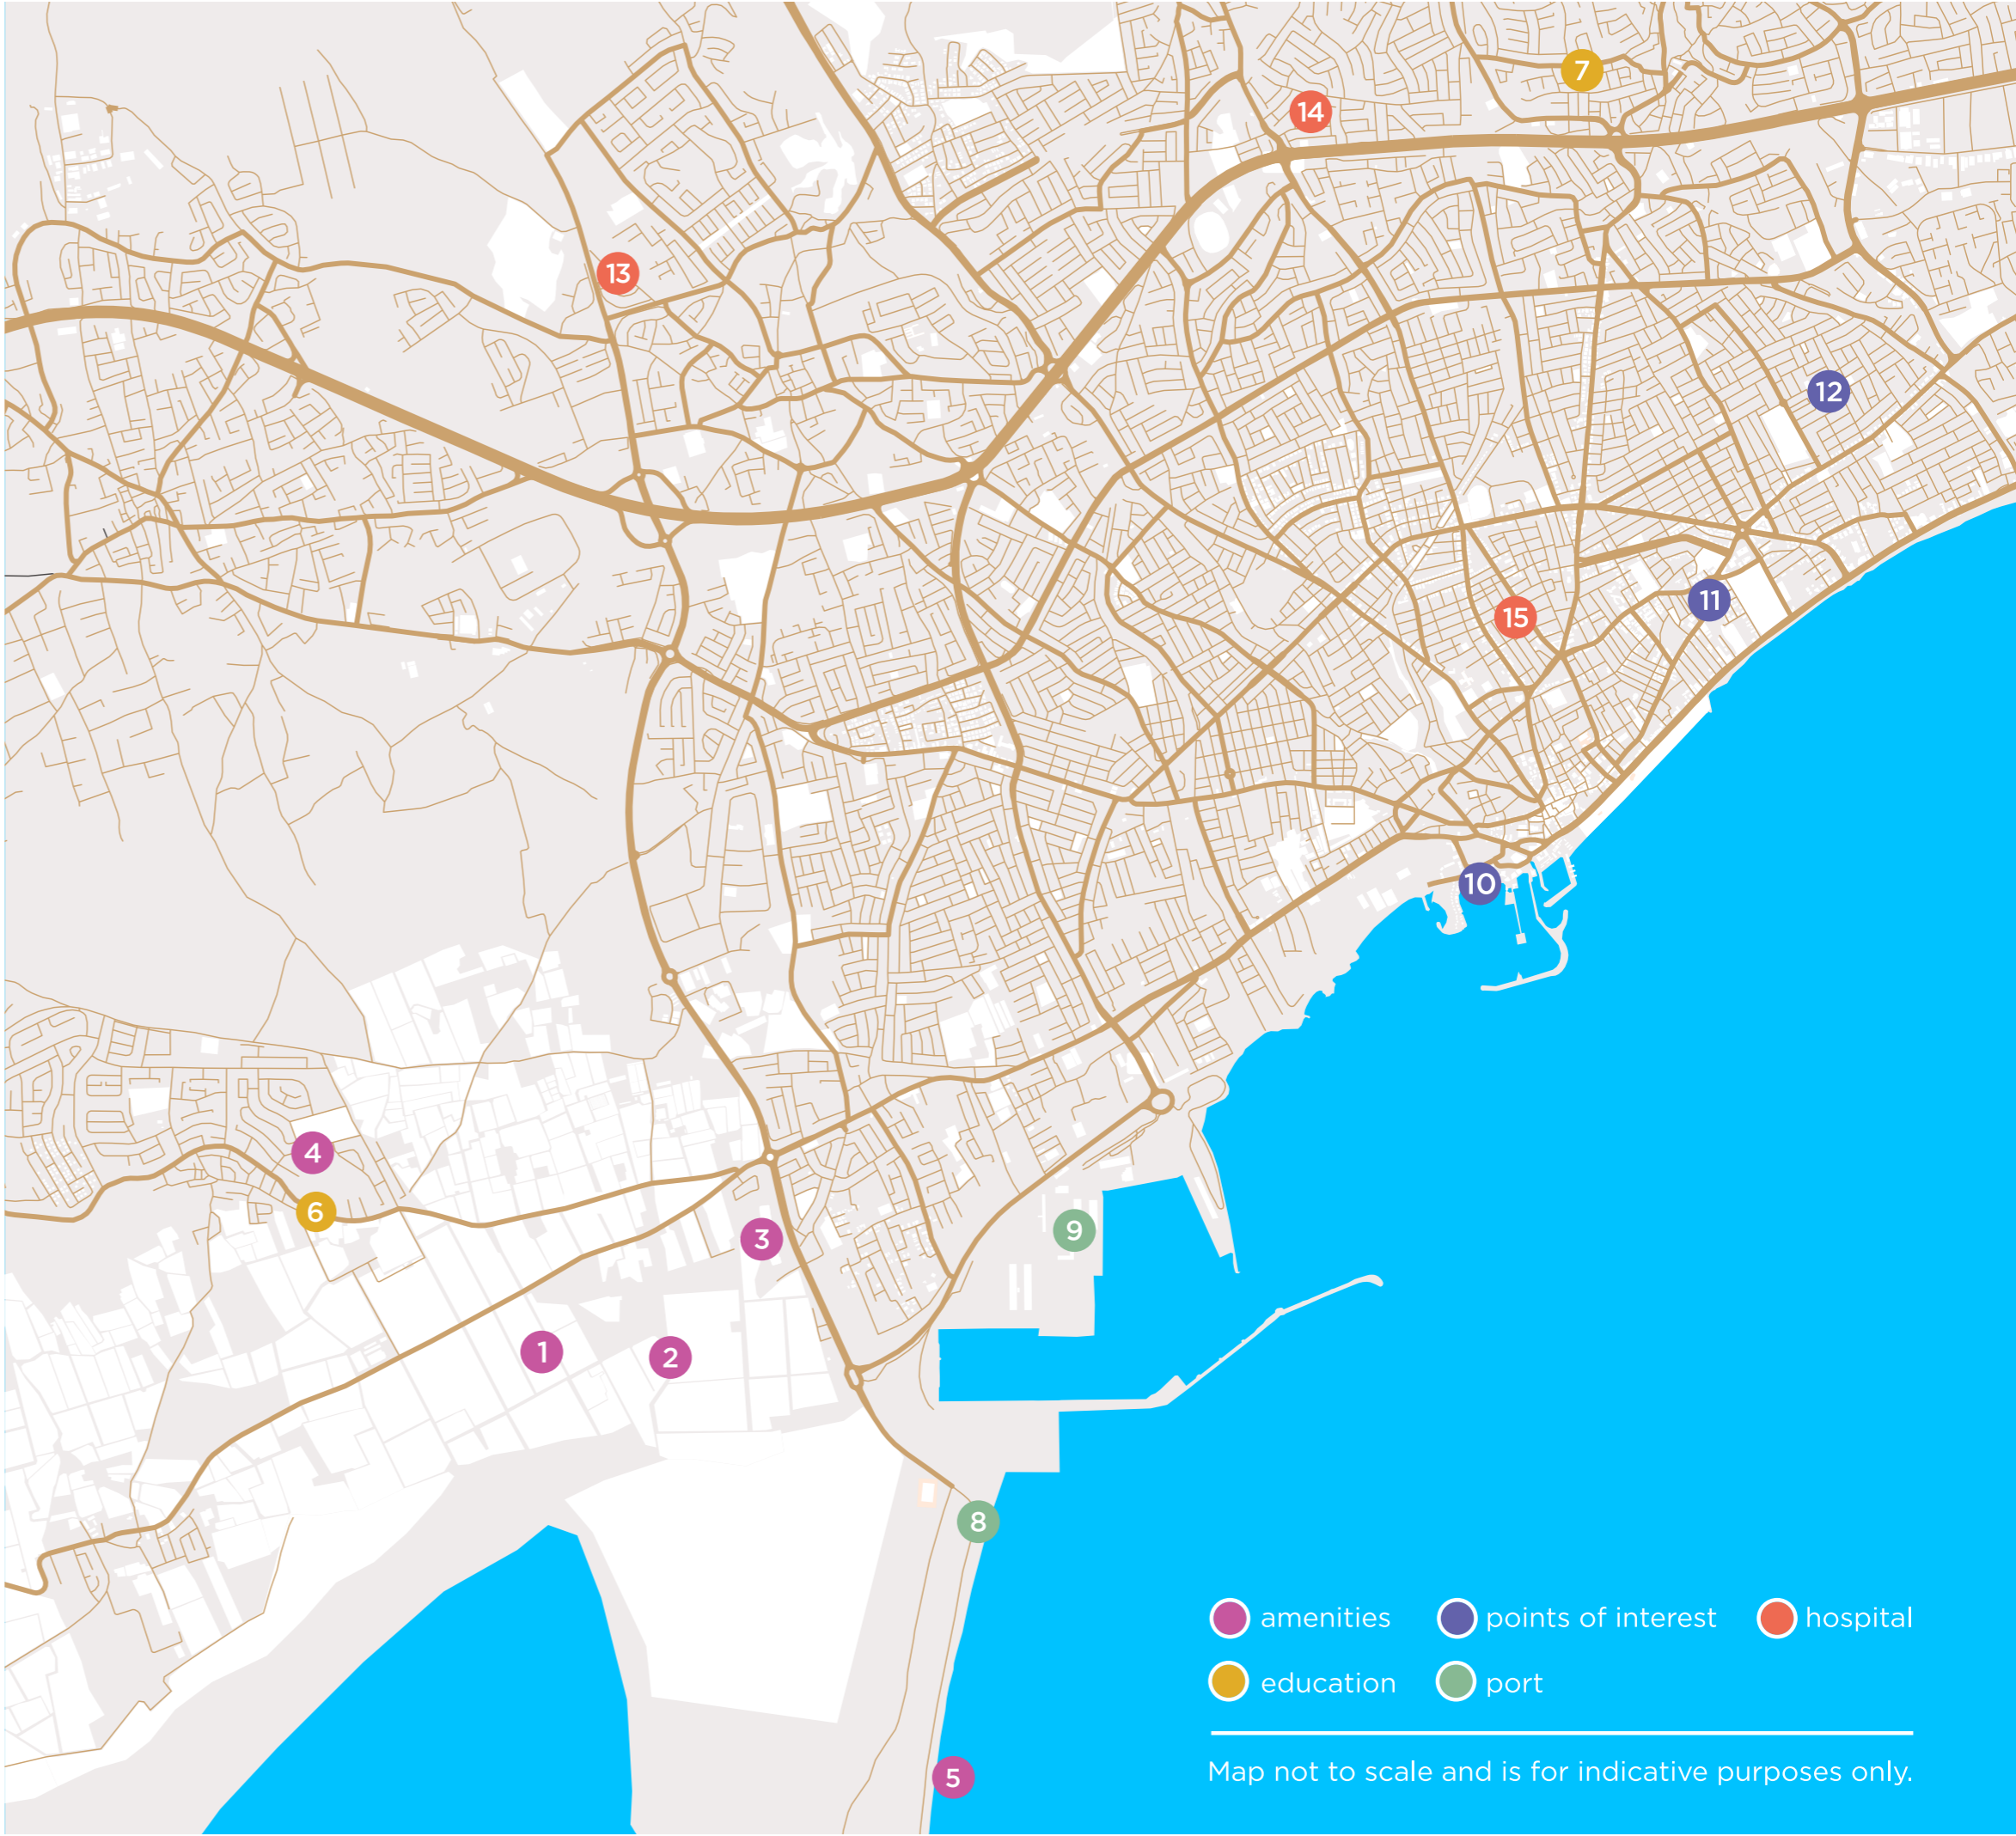 7
14
13
12
11
15
10
4
6
3
9
1
2
8
5
amenities
points of interest
hospital
education
port
Map not to scale and is for indicative purposes only.